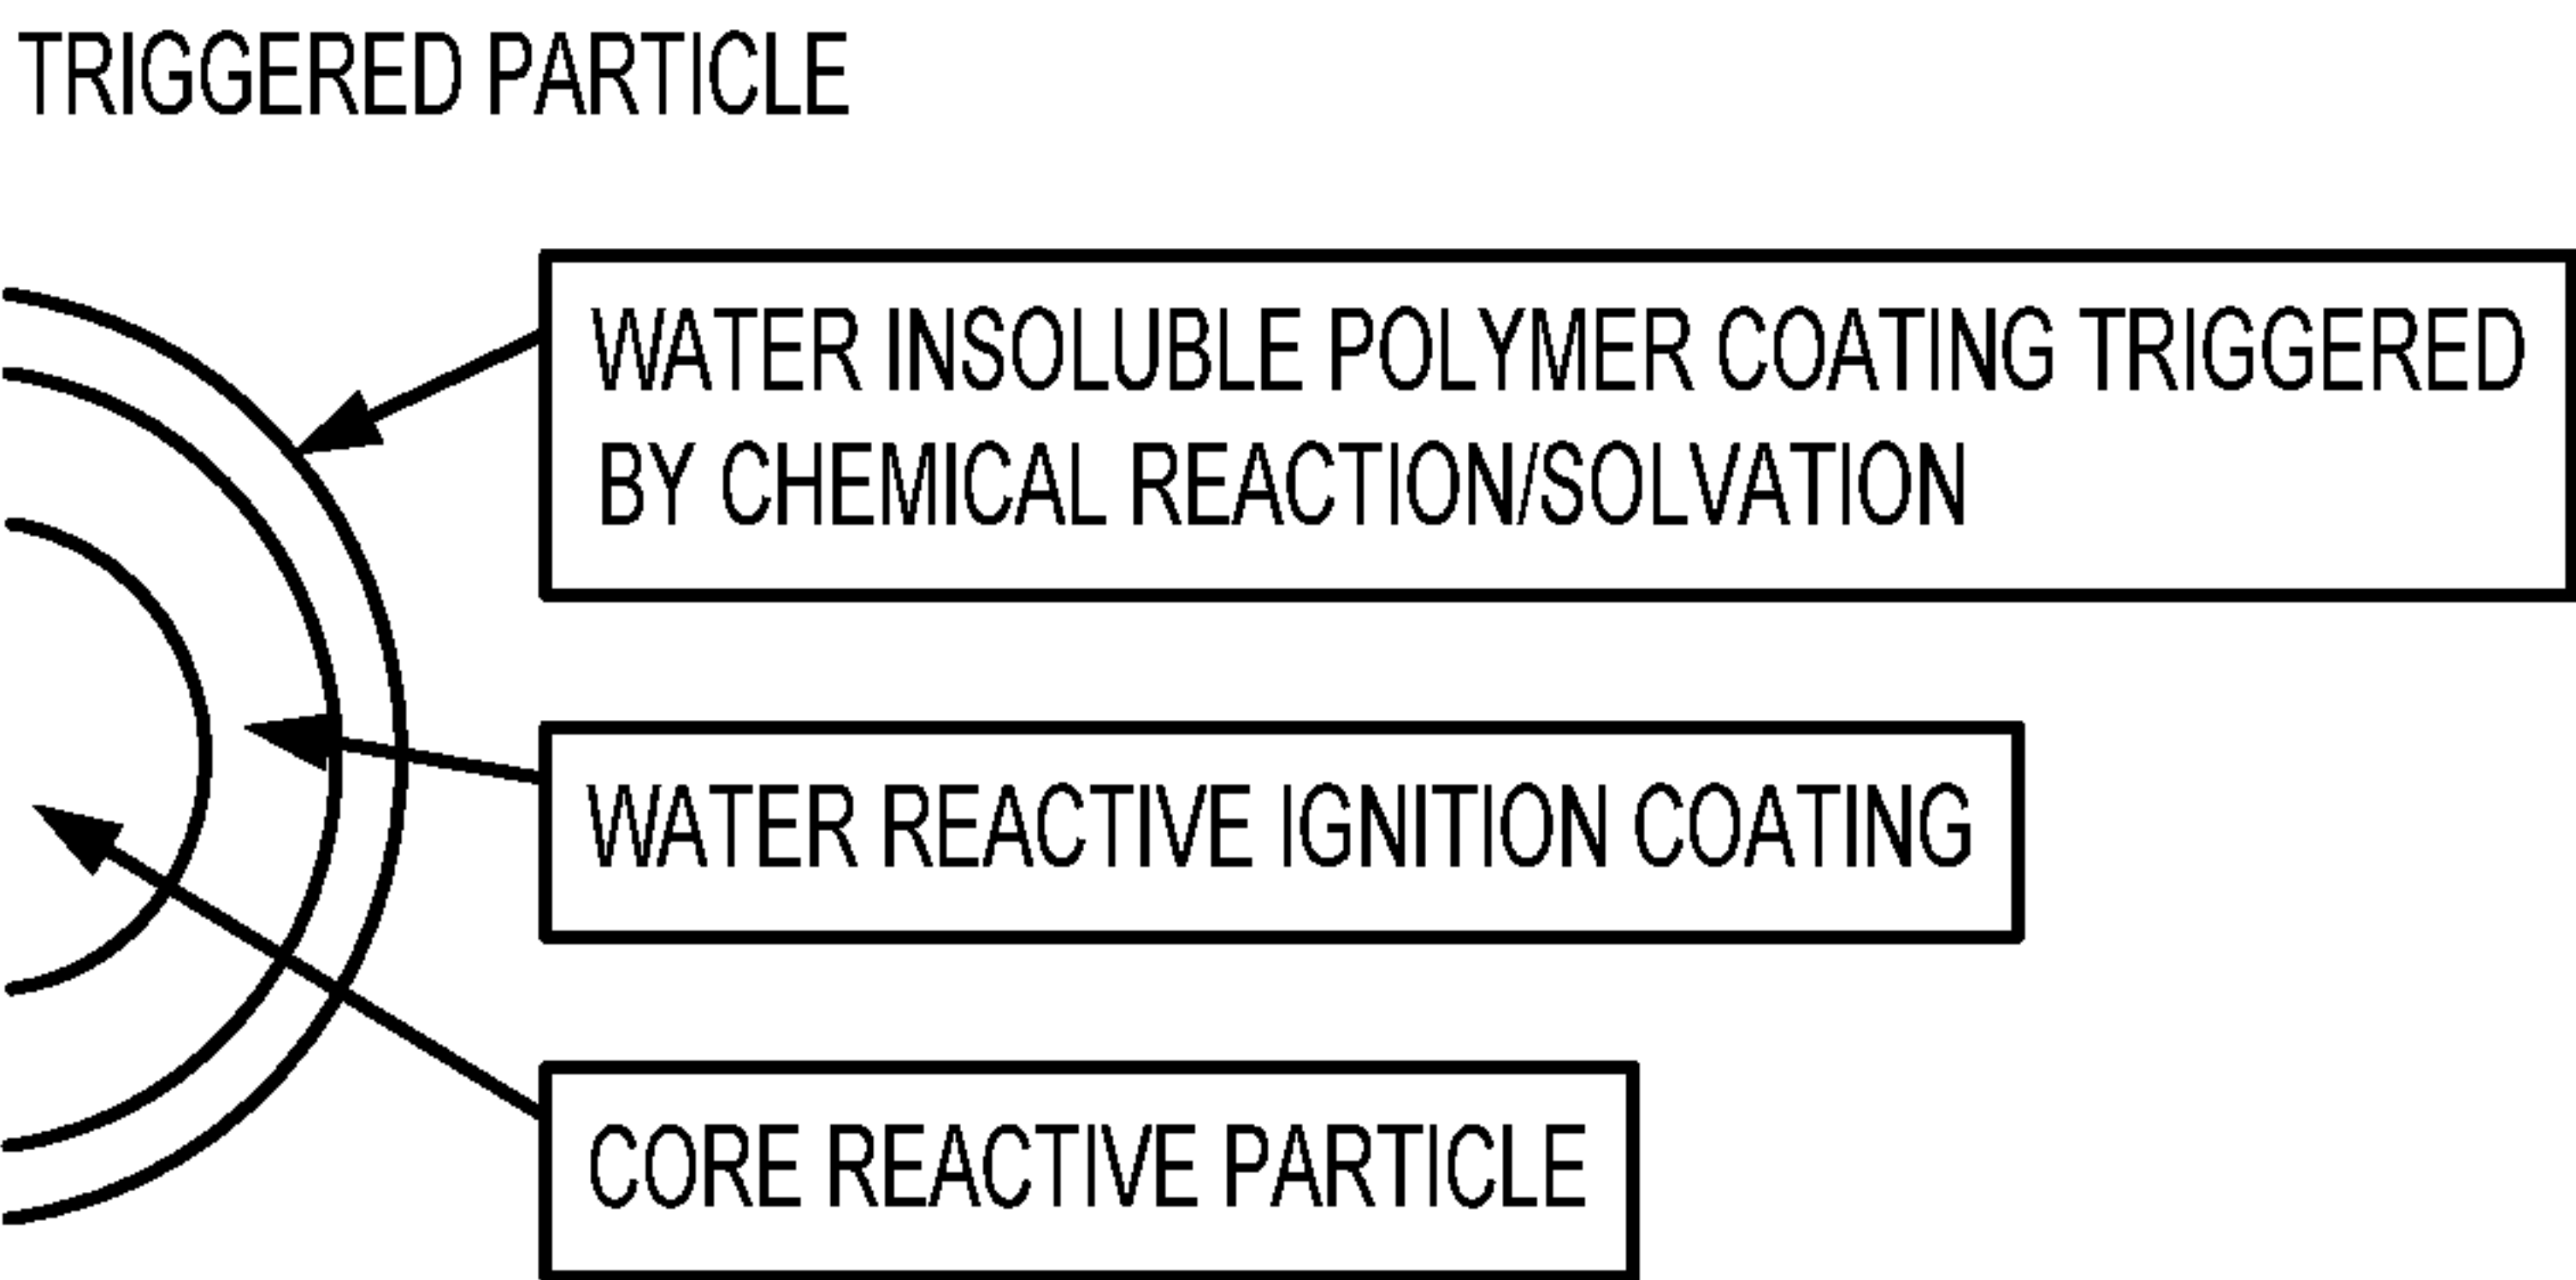 TRIGGERED PARTICLE
WATER INSOLUBLE POLYMER COATING TRIGGERED
BY CHEMICAL REACTION/SOLVATION
WATER REACTIVE IGNITION COATING
CORE REACTIVE PARTICLE